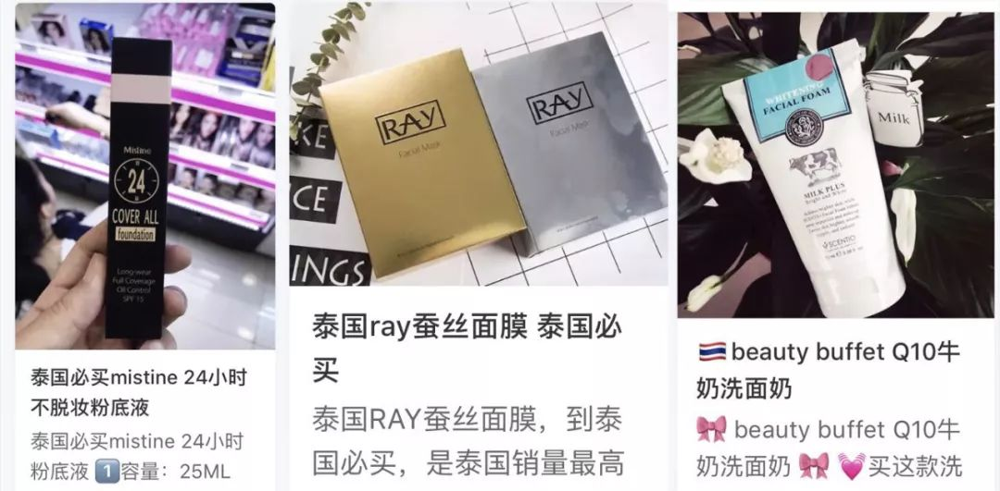 Mistine
24
COVER ALL
foundation
Long-wear
Full Coverage
Oil Control
SPF 15
泰国必买mistine 24小时
不脱妆粉底液
泰国必买mistine 24小时
粉底液 1️⃣容量：25ML
RAY
Facial Mask
RAY
Facial Mask
KE
ICE
INGS
泰国ray蚕丝面膜 泰国必
买
泰国RAY蚕丝面膜，到泰
国必买，是泰国销量最高
WHITENING
FACIAL FOAM
Milk
MILK PLUS
Bright and White
SCENTIO
🇹🇭beauty buffet Q10牛
奶洗面奶
🎀 beauty buffet Q10牛
奶洗面奶 🎀 💓买这款洗